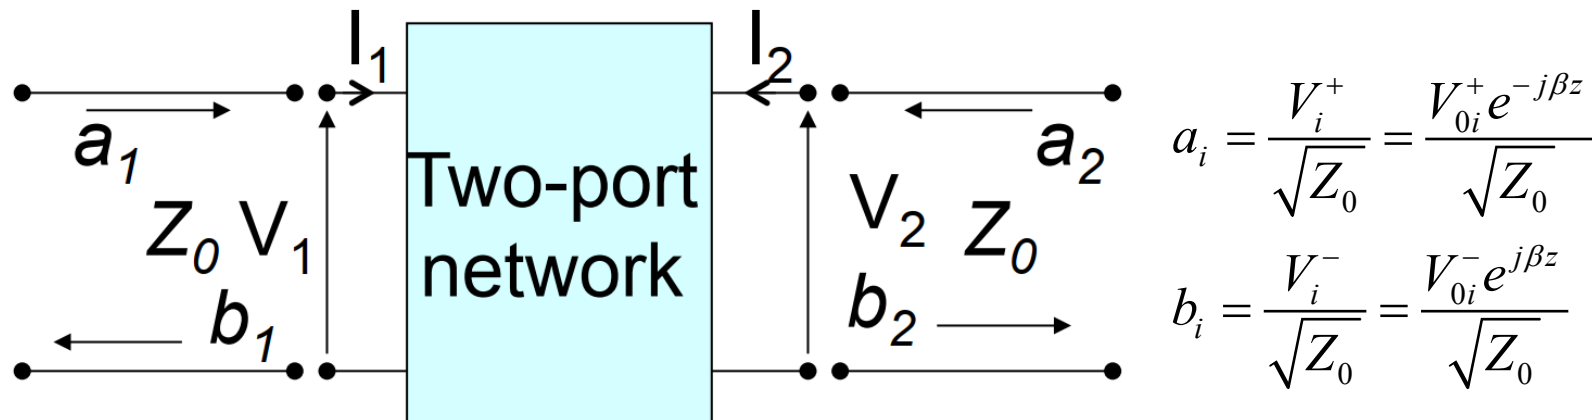 I₁
I₂
a₁
a₂
Two-port
network
Z₀ V₁
V₂ Z₀
b₁
b₂
aᵢ = Vᵢ⁺ / √Z₀ = V₀ᵢ⁺ e^(−jβz) / √Z₀
bᵢ = Vᵢ⁻ / √Z₀ = V₀ᵢ⁻ e^(jβz) / √Z₀